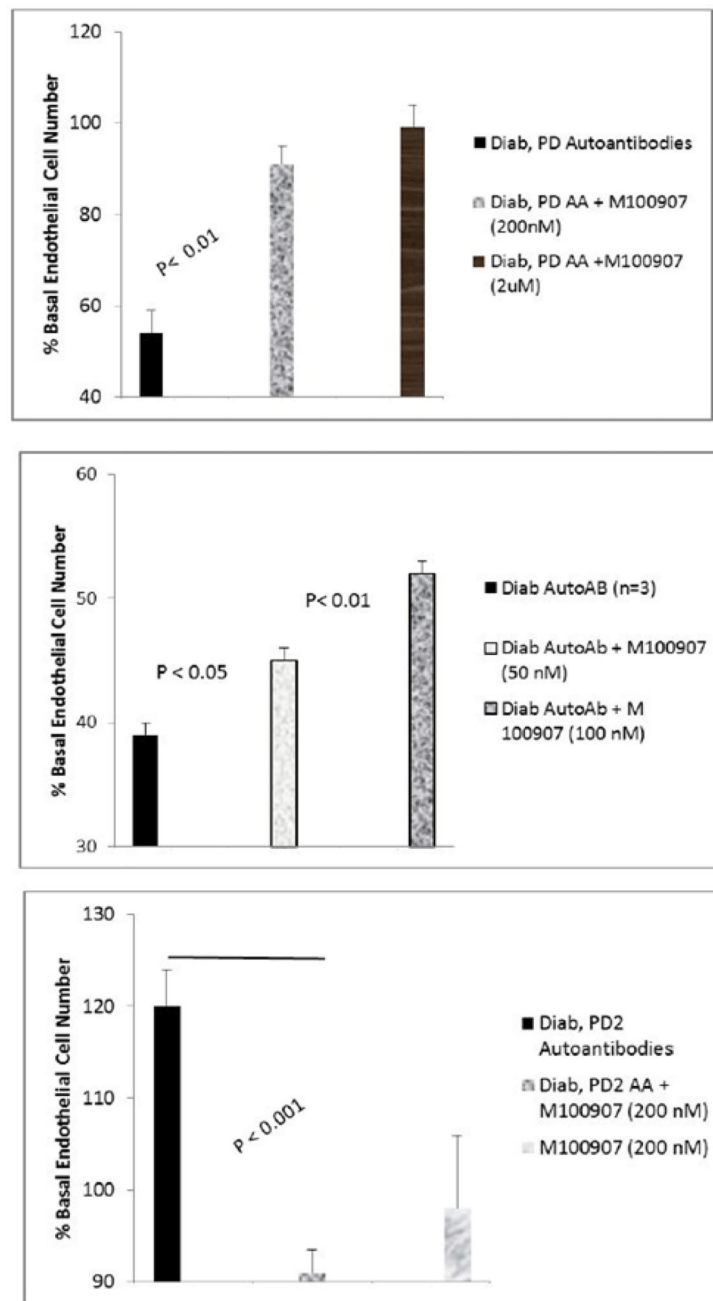 120
100
80
60
40
% Basal Endothelial Cell Number
P< 0.01
Diab, PD Autoantibodies
Diab, PD AA + M100907
(200nM)
Diab, PD AA +M100907
(2uM)
60
50
40
30
% Basal Endothelial Cell Number
P < 0.05
P< 0.01
Diab AutoAB (n=3)
Diab AutoAb + M100907
(50 nM)
Diab AutoAb + M
100907 (100 nM)
130
120
110
100
90
% Basal Endothelial Cell Number
P < 0.001
Diab, PD2
Autoantibodies
Diab, PD2 AA +
M100907 (200 nM)
M100907 (200 nM)